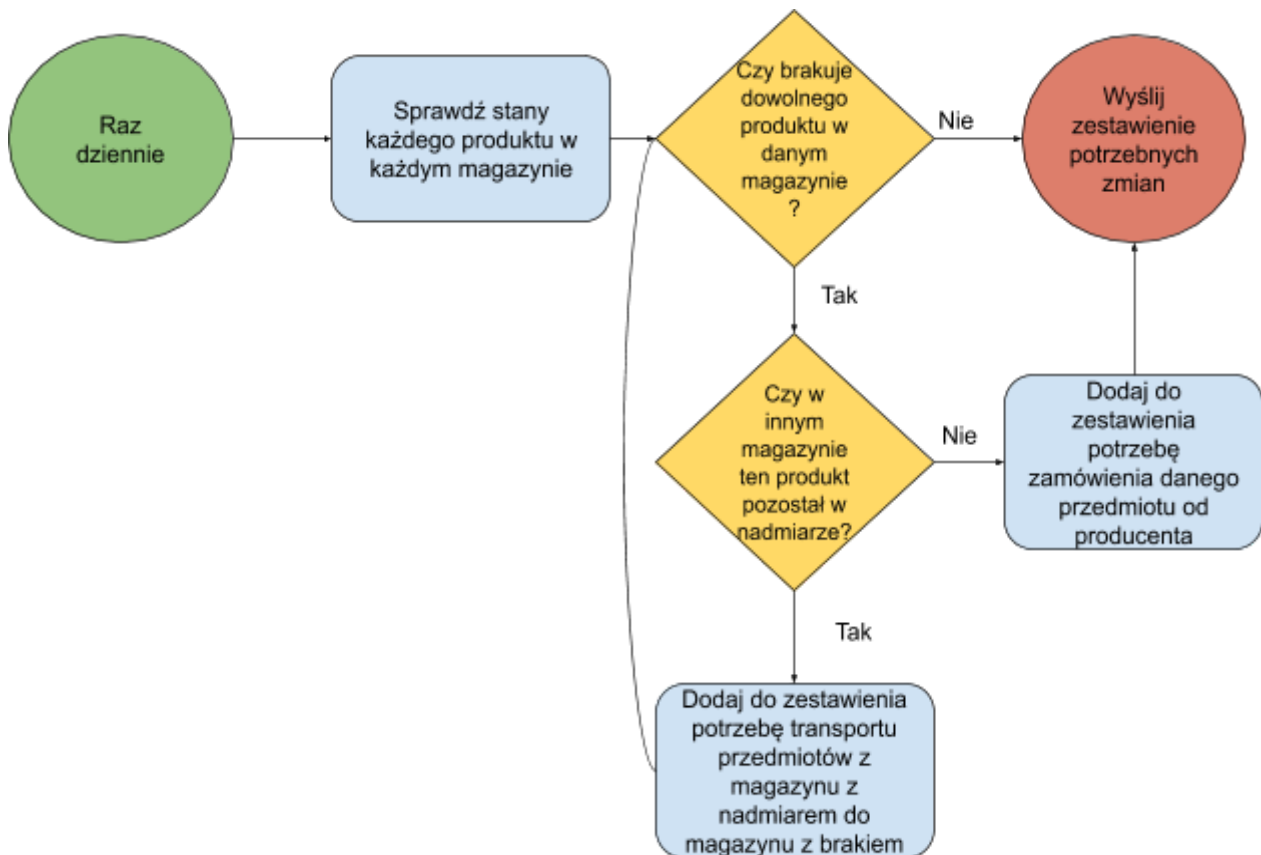 Raz
dziennie
Sprawdź stany
każdego produktu w
każdym magazynie
Czy brakuje
dowolnego
produktu w
danym
magazynie
?
Nie
Wyślij
zestawienie
potrzebnych
zmian
Tak
Czy w
innym
magazynie
ten produkt
pozostał w
nadmiarze?
Nie
Dodaj do
zestawienia
potrzebę
zamówienia danego
przedmiotu od
producenta
Tak
Dodaj do zestawienia
potrzebę transportu
przedmiotów z
magazynu z
nadmiarem do
magazynu z brakiem